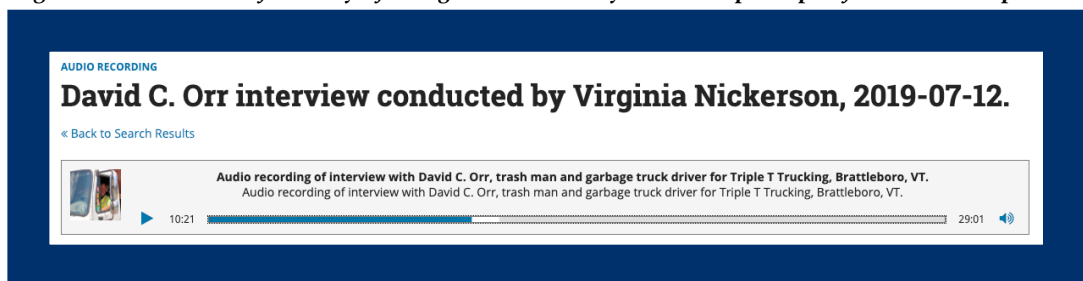 AUDIO RECORDING
David C. Orr interview conducted by Virginia Nickerson, 2019-07-12.
« Back to Search Results
Audio recording of interview with David C. Orr, trash man and garbage truck driver for Triple T Trucking, Brattleboro, VT.
Audio recording of interview with David C. Orr, trash man and garbage truck driver for Triple T Trucking, Brattleboro, VT.
10:21 29:01